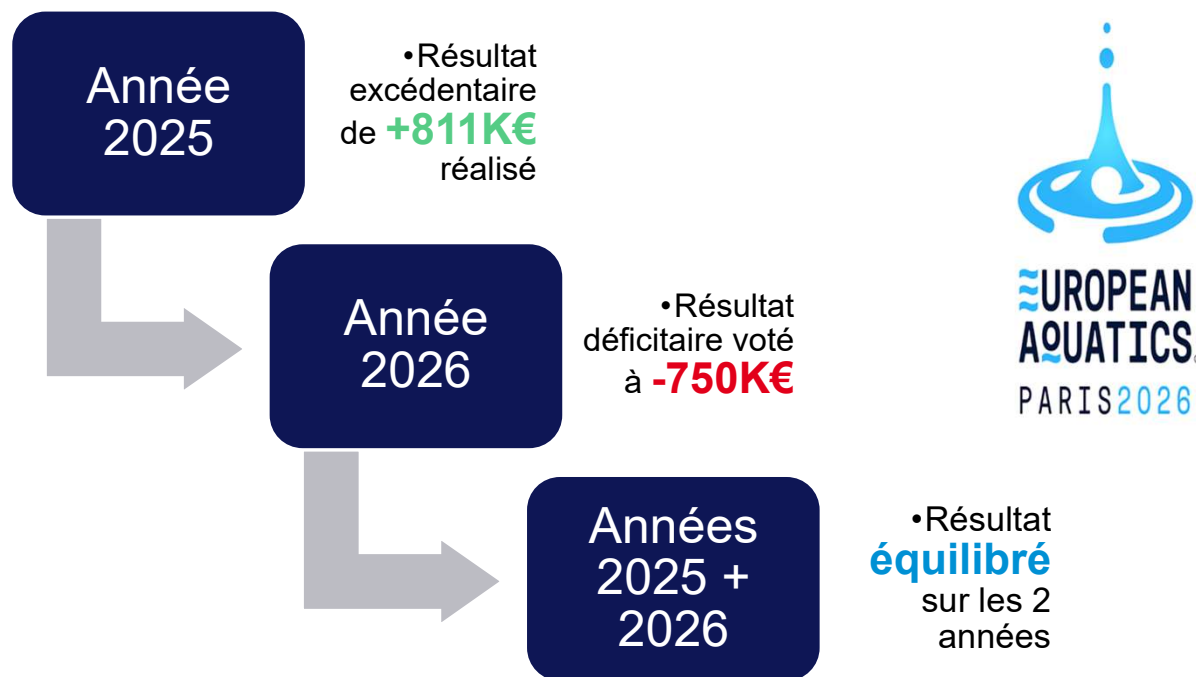 Année
2025
•Résultat
excédentaire
de +811K€
réalisé
Année
2026
•Résultat
déficitaire voté
à -750K€
Années
2025 +
2026
•Résultat
équilibré
sur les 2
années
EUROPEAN
AQUATICS
PARIS2026